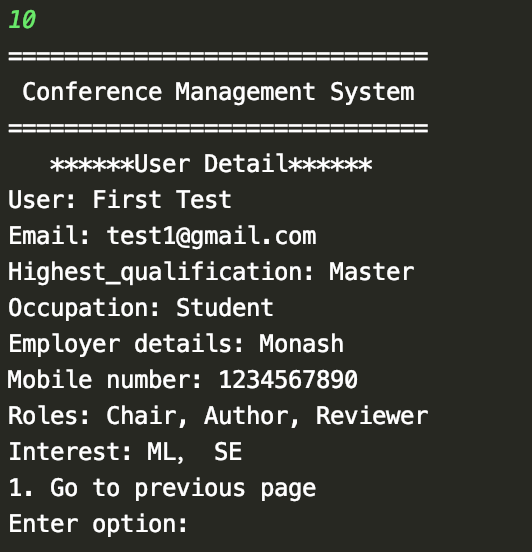 10
==============================
 Conference Management System
==============================
   ******User Detail******
User: First Test
Email: test1@gmail.com
Highest_qualification: Master
Occupation: Student
Employer details: Monash
Mobile number: 1234567890
Roles: Chair, Author, Reviewer
Interest: ML,  SE
1. Go to previous page
Enter option: